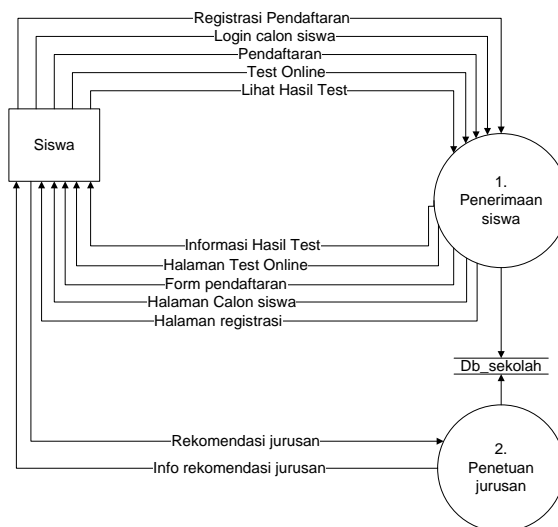 Registrasi Pendaftaran
Login calon siswa
Pendaftaran
Test Online
Lihat Hasil Test
Siswa
1.
Penerimaan
siswa
Informasi Hasil Test
Halaman Test Online
Form pendaftaran
Halaman Calon siswa
Halaman registrasi
Db_sekolah
Rekomendasi jurusan
Info rekomendasi jurusan
2.
Penetuan
jurusan